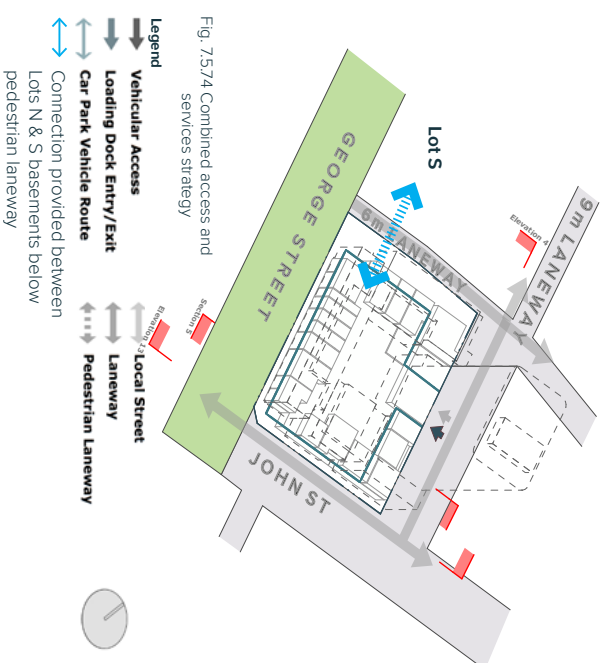 9m LANEWAY
Elevation 4
Lot S
6m LANEWAY
GEORGE STREET
JOHN ST
Section 5
Fig. 7.5.74 Combined access and
services strategy
Legend
Vehicular Access
Loading Dock Entry/Exit
Car Park Vehicle Route
Connection provided between
Lots N & S basements below
pedestrian laneway
Local Street
Laneway
Pedestrian Laneway